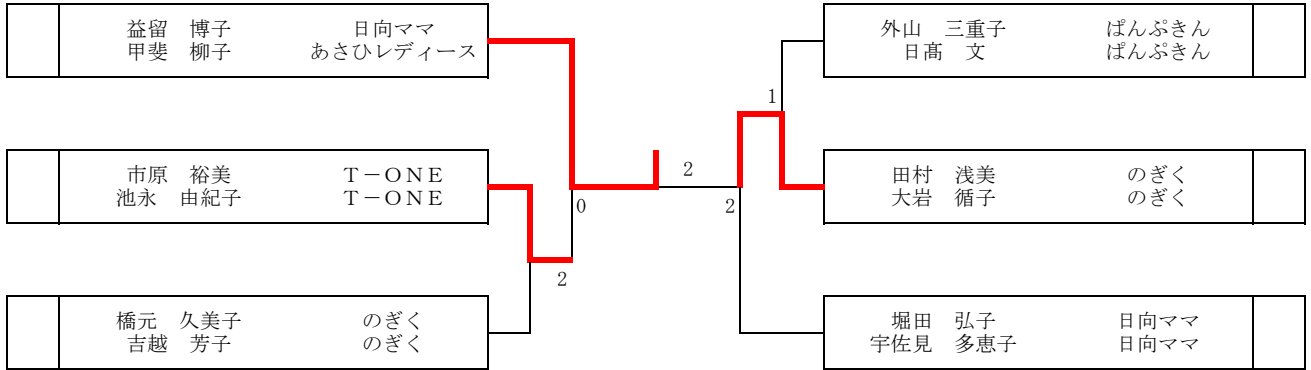 益留　博子　日向ママ
甲斐　柳子　あさひレディース
市原　裕美　Ｔ－ＯＮＥ
池永　由紀子　Ｔ－ＯＮＥ
橋元　久美子　のぎく
吉越　芳子　のぎく
0
2
2
2
1
外山　三重子　ぱんぷきん
日髙　文　ぱんぷきん
田村　浅美　のぎく
大岩　循子　のぎく
堀田　弘子　日向ママ
宇佐見　多恵子　日向ママ